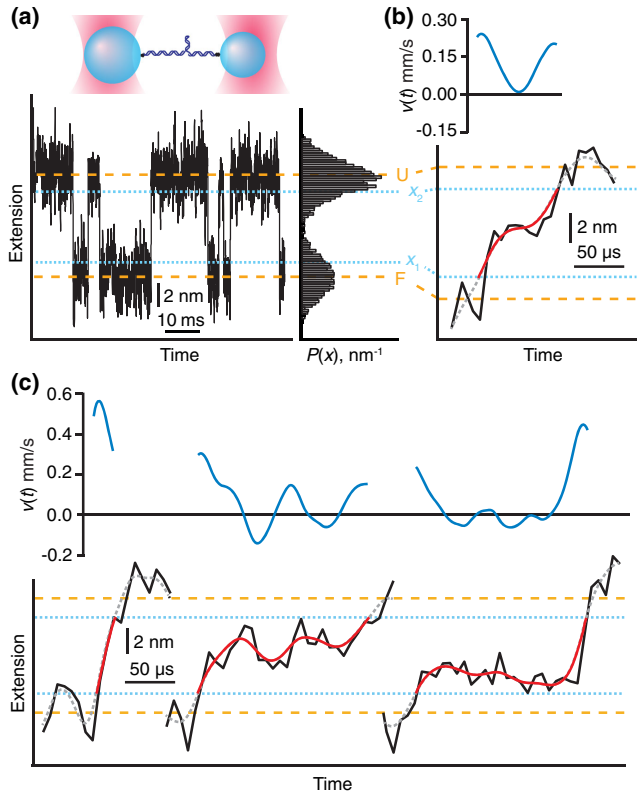 (a)
(b)
v(t) mm/s
0.30
0.15
0.00
-0.15
Extension
U
x2
x1
F
2 nm
10 ms
2 nm
50 µs
Time
P(x), nm⁻¹
Time
(c)
v(t) mm/s
0.6
0.4
0.2
0.0
-0.2
Extension
2 nm
50 µs
Time